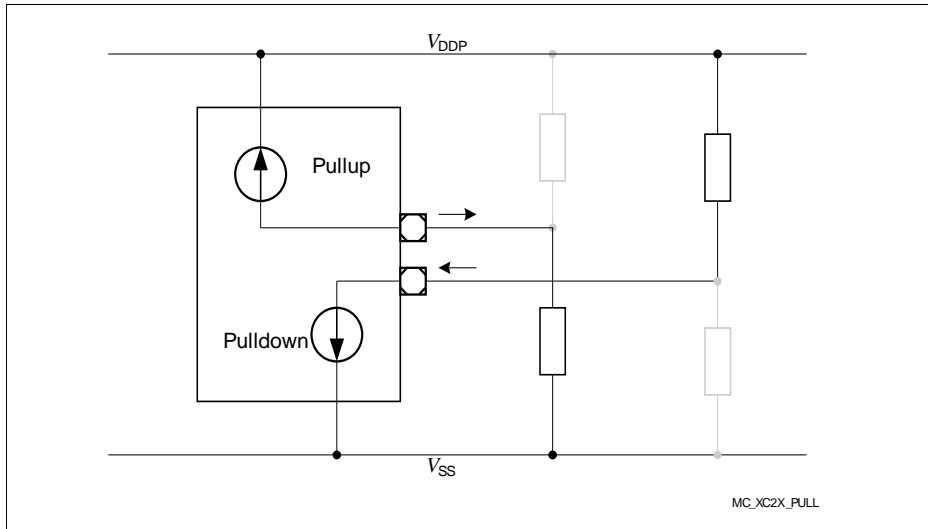 VDDP
Pullup
Pulldown
VSS
MC_XC2X_PULL